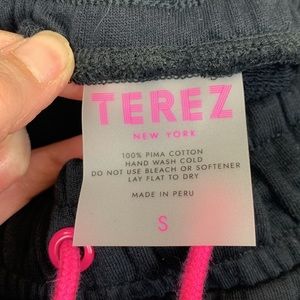 TEREZ
NEW YORK
100% PIMA COTTON
HAND WASH COLD
DO NOT USE BLEACH OR SOFTENER
LAY FLAT TO DRY
MADE IN PERU
S